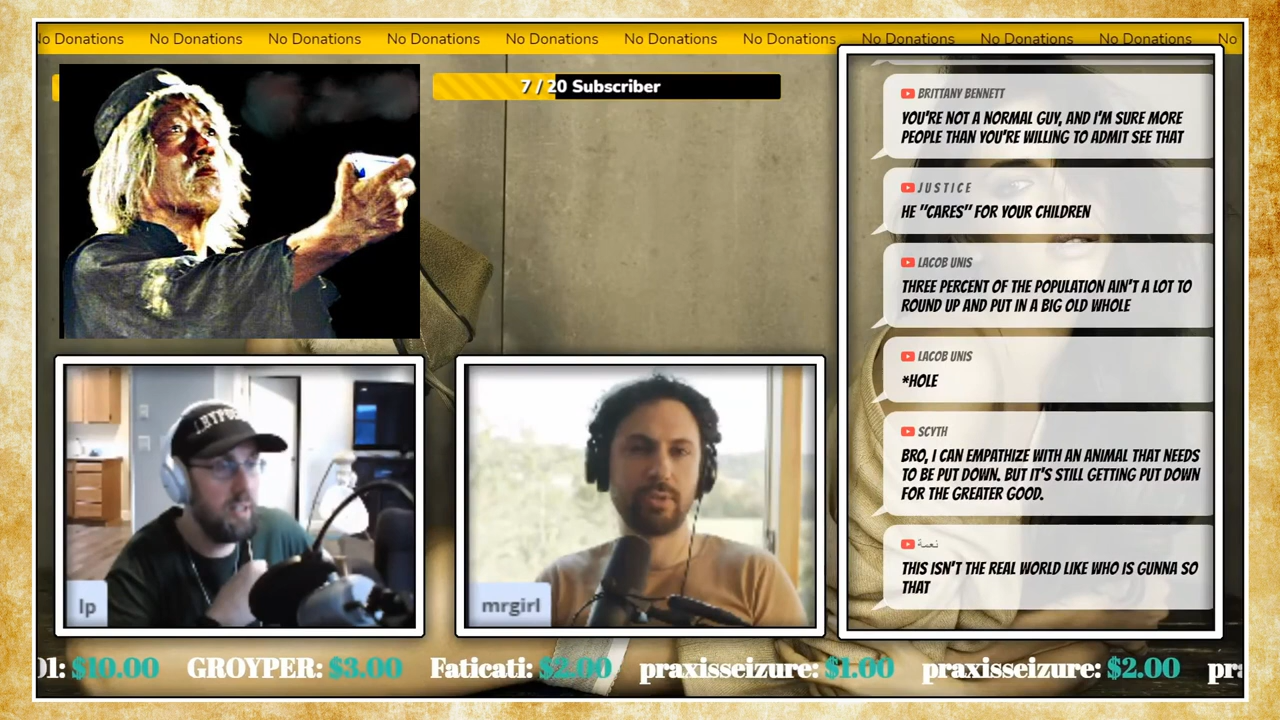 No Donations No Donations No Donations No Donations No Donations No Donations No Donations No Donations No Donations No Donations No
7 / 20 Subscriber
BRITTANY BENNETT
YOU'RE NOT A NORMAL GUY, AND I'M SURE MORE
PEOPLE THAN YOU'RE WILLING TO ADMIT SEE THAT
JUSTICE
HE "CARES" FOR YOUR CHILDREN
LACOB UNIS
THREE PERCENT OF THE POPULATION AIN'T A LOT TO
ROUND UP AND PUT IN A BIG OLD WHOLE
LACOB UNIS
*HOLE
SCYTH
BRO, I CAN EMPATHIZE WITH AN ANIMAL THAT NEEDS
TO BE PUT DOWN. BUT IT'S STILL GETTING PUT DOWN
FOR THE GREATER GOOD.
نعمة
THIS ISN'T THE REAL WORLD LIKE WHO IS GUNNA SO
THAT
lp
mrgirl
01: $10.00 GROYPER: $3.00 Faticati: $2.00 praxisseizure: $1.00 praxisseizure: $2.00